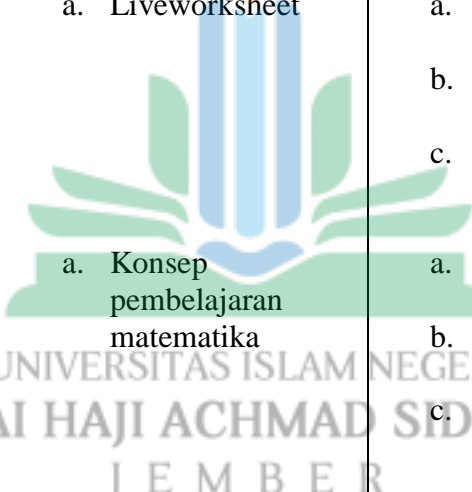 a. Liveworksheet
a.
b.
c.
a. Konsep
pembelajaran
matematika
a.
b.
c.
UNIVERSITAS ISLAM NEGE
AI HAJI ACHMAD SID
JEMBER